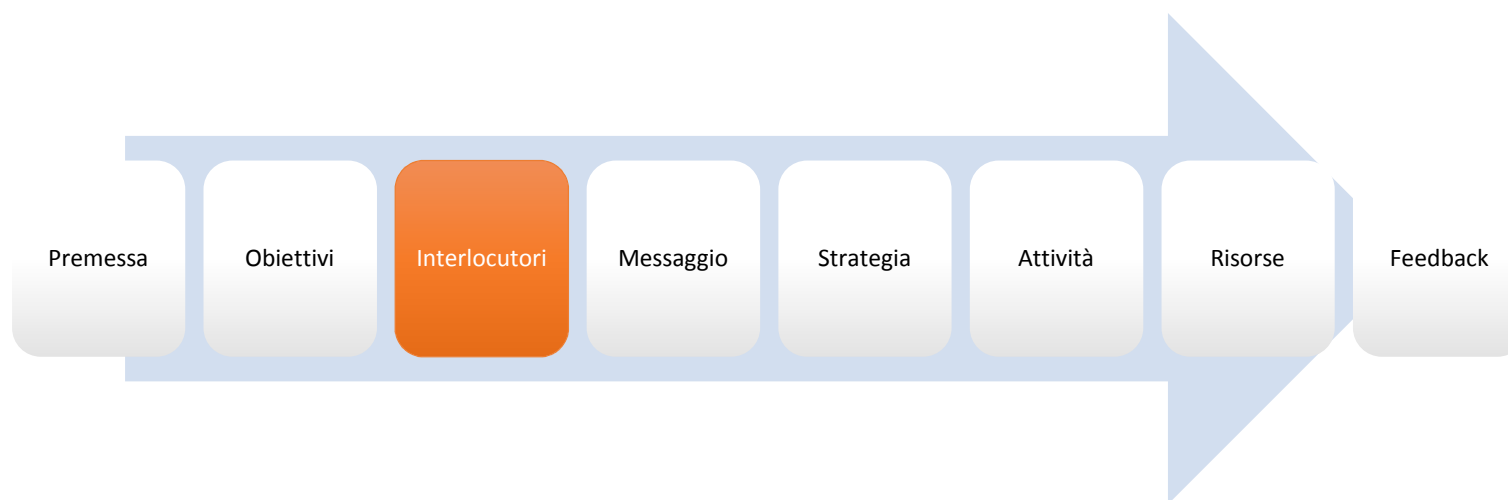 Premessa
Obiettivi
Interlocutori
Messaggio
Strategia
Attività
Risorse
Feedback